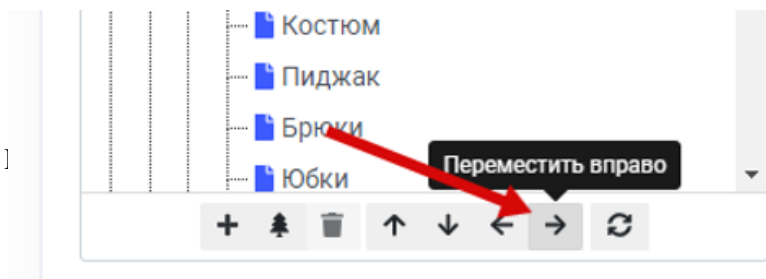 Костюм
Пиджак
Брюки
Юбки
Переместить вправо